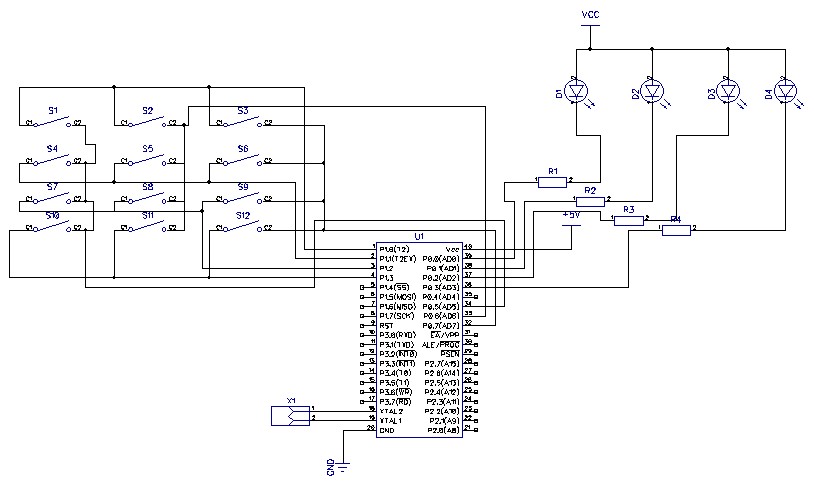 VCC
D1 D2 D3 D4
S1 S2 S3
C1 C2 C1 C2 C1 C2
S4 S5 S6
C1 C2 C1 C2 C1 C2
S7 S8 S9
C1 C2 C1 C2 C1 C2
S10 S11 S12
C1 C2 C1 C2 C1 C2
R1
1 2
R2
1 2
R3
1 2
R4
1 2
+5V
U1
1 P1.0(T2) Vcc 40
2 P1.1(T2EX) P0.0(AD0) 39
3 P1.2 P0.1(AD1) 38
4 P1.3 P0.2(AD2) 37
5 P1.4(SS) P0.3(AD3) 36
6 P1.5(MOSI) P0.4(AD4) 35
7 P1.6(MISO) P0.5(AD5) 34
8 P1.7(SCK) P0.6(AD6) 33
9 RST P0.7(AD7) 32
10 P3.0(RXD) EA/VPP 31
11 P3.1(TXD) ALE/PROG 30
12 P3.2(INT0) PSEN 29
13 P3.3(INT1) P2.7(A15) 28
14 P3.4(T0) P2.6(A14) 27
15 P3.5(T1) P2.5(A13) 26
16 P3.6(WR) P2.4(A12) 25
17 P3.7(RD) P2.3(A11) 24
18 XTAL2 P2.2(A10) 23
19 XTAL1 P2.1(A9) 22
20 GND P2.0(A8) 21
X1
1
2
GND